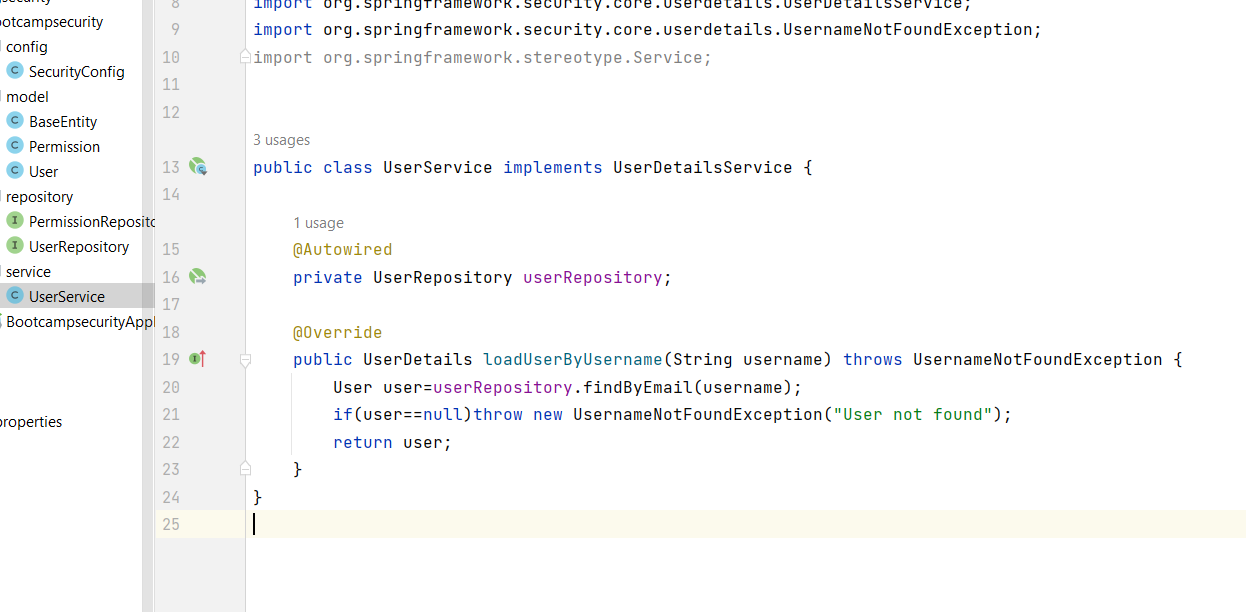 security
ootcampsecurity
config
SecurityConfig
model
BaseEntity
Permission
User
repository
PermissionReposito
UserRepository
service
UserService
BootcampsecurityAppl
properties
8 import org.springframework.security.core.userdetails.UserDetailsService;
9 import org.springframework.security.core.userdetails.UsernameNotFoundException;
10 import org.springframework.stereotype.Service;
11
12
3 usages
13 public class UserService implements UserDetailsService {
14
1 usage
15 @Autowired
16 private UserRepository userRepository;
17
18 @Override
19 public UserDetails loadUserByUsername(String username) throws UsernameNotFoundException {
20 User user=userRepository.findByEmail(username);
21 if(user==null)throw new UsernameNotFoundException("User not found");
22 return user;
23 }
24 }
25